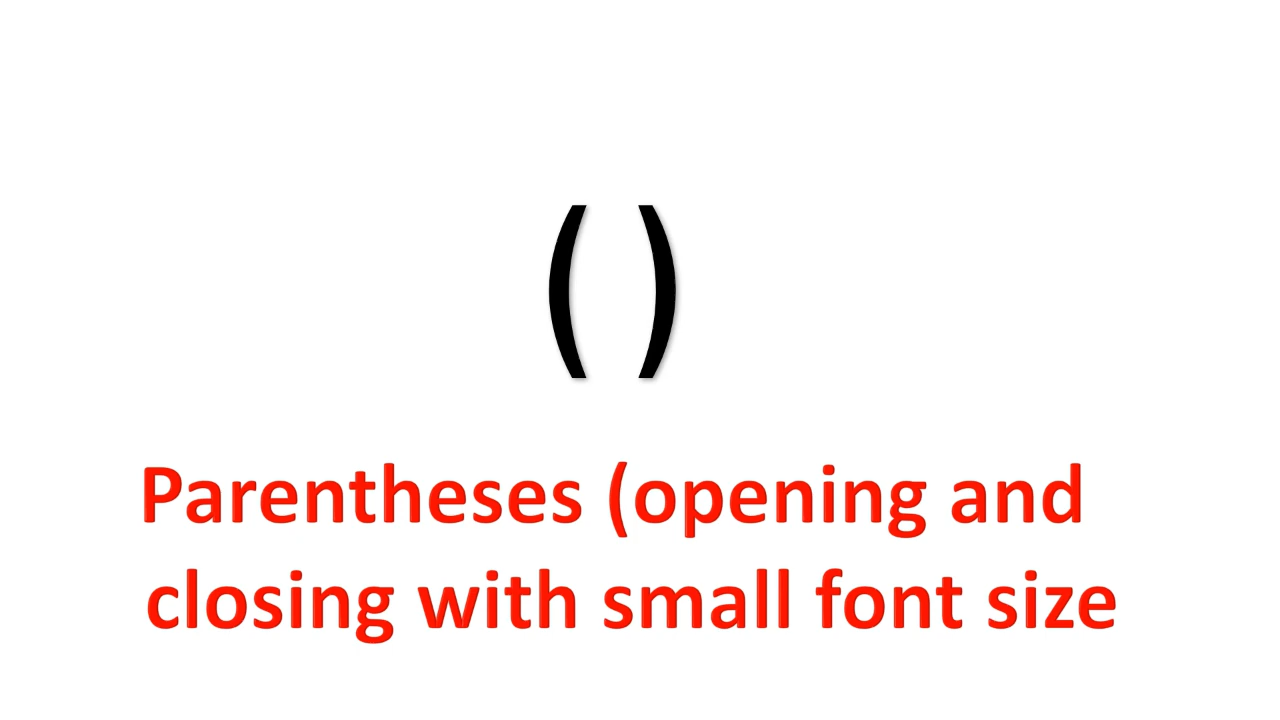 ( )
Parentheses (opening and
closing with small font size